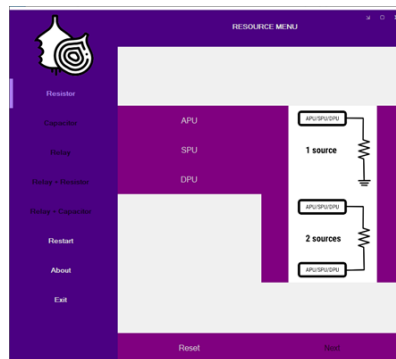 RESOURCE MENU
Resistor
Capacitor
Relay
Relay + Resistor
Relay + Capacitor
Restart
About
Exit
APU
SPU
DPU
APU/SPU/DPU
1 source
APU/SPU/DPU
2 sources
APU/SPU/DPU
Reset
Next